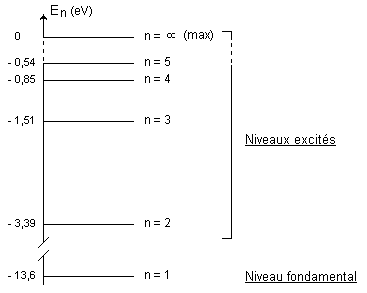 En (eV)
0 n = ∝ (max)
- 0,54 n = 5
- 0,85 n = 4
- 1,51 n = 3
Niveaux excités
- 3,39 n = 2
- 13,6 n = 1 Niveau fondamental